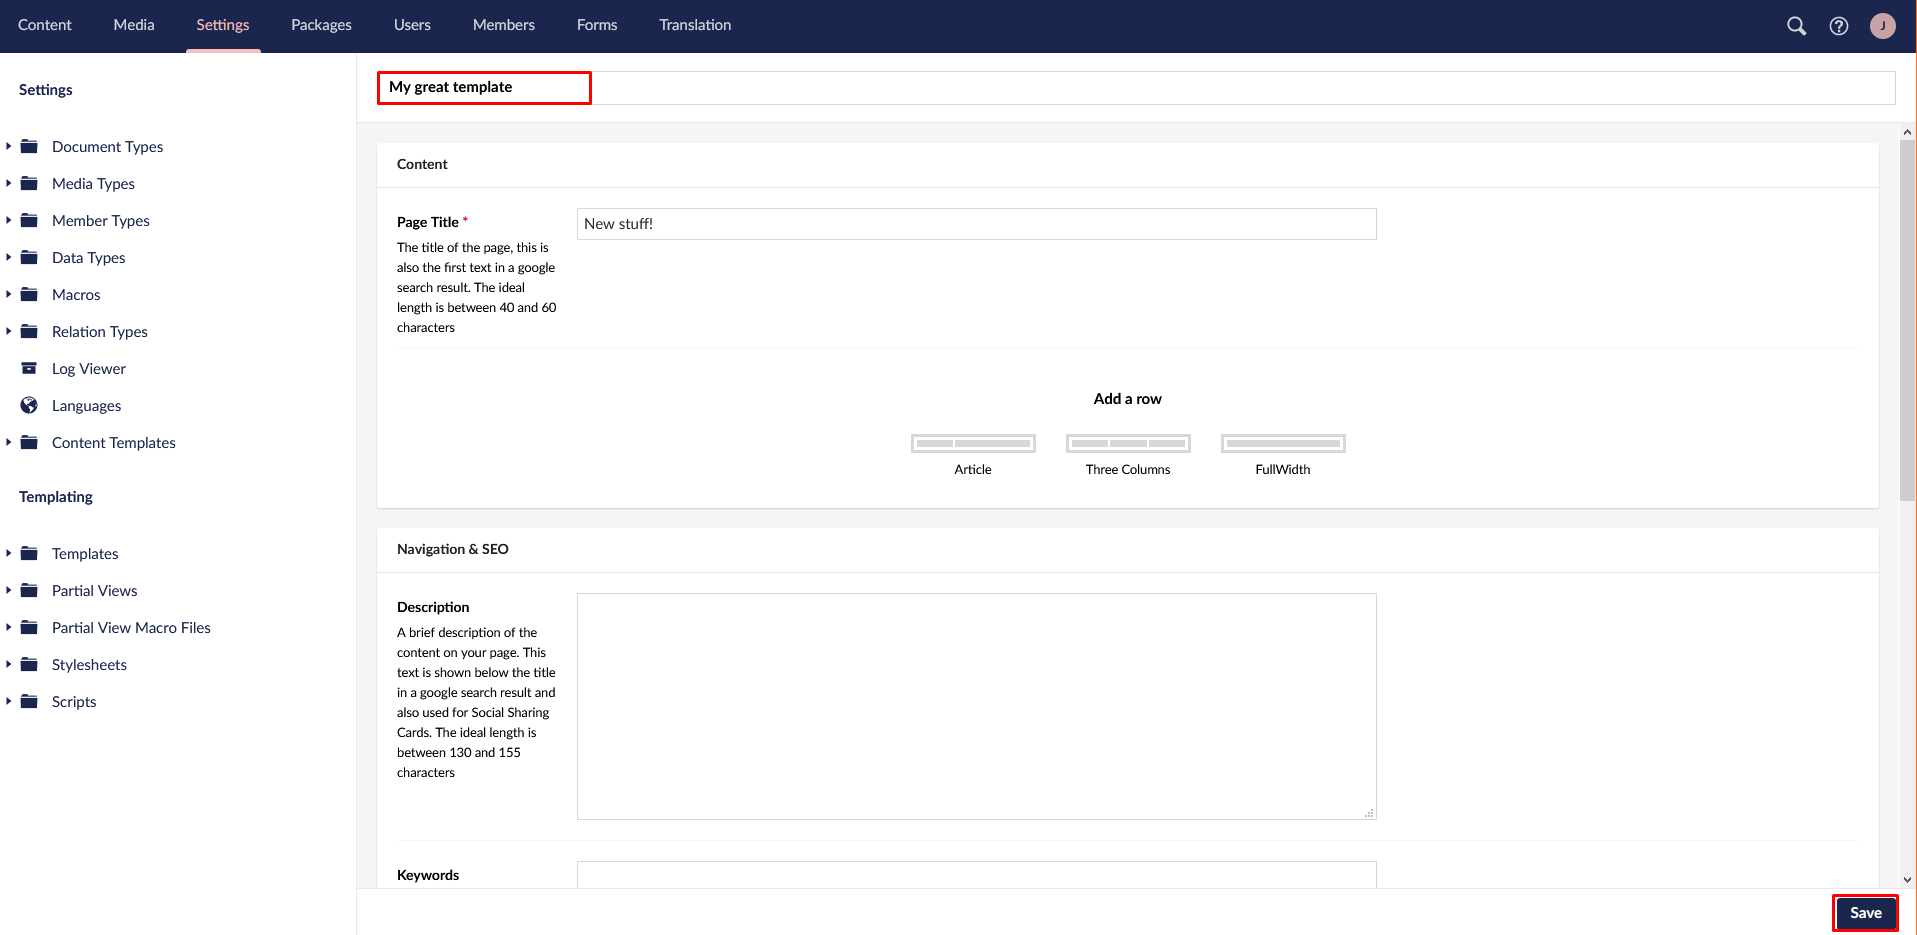 Content Media Settings Packages Users Members Forms Translation J
Settings
Document Types
Media Types
Member Types
Data Types
Macros
Relation Types
Log Viewer
Languages
Content Templates
Templating
Templates
Partial Views
Partial View Macro Files
Stylesheets
Scripts
My great template
Content
Page Title *
The title of the page, this is
also the first text in a google
search result. The ideal
length is between 40 and 60
characters
New stuff!
Add a row
Article Three Columns FullWidth
Navigation & SEO
Description
A brief description of the
content on your page. This
text is shown below the title
in a google search result and
also used for Social Sharing
Cards. The ideal length is
between 130 and 155
characters
Keywords
Save